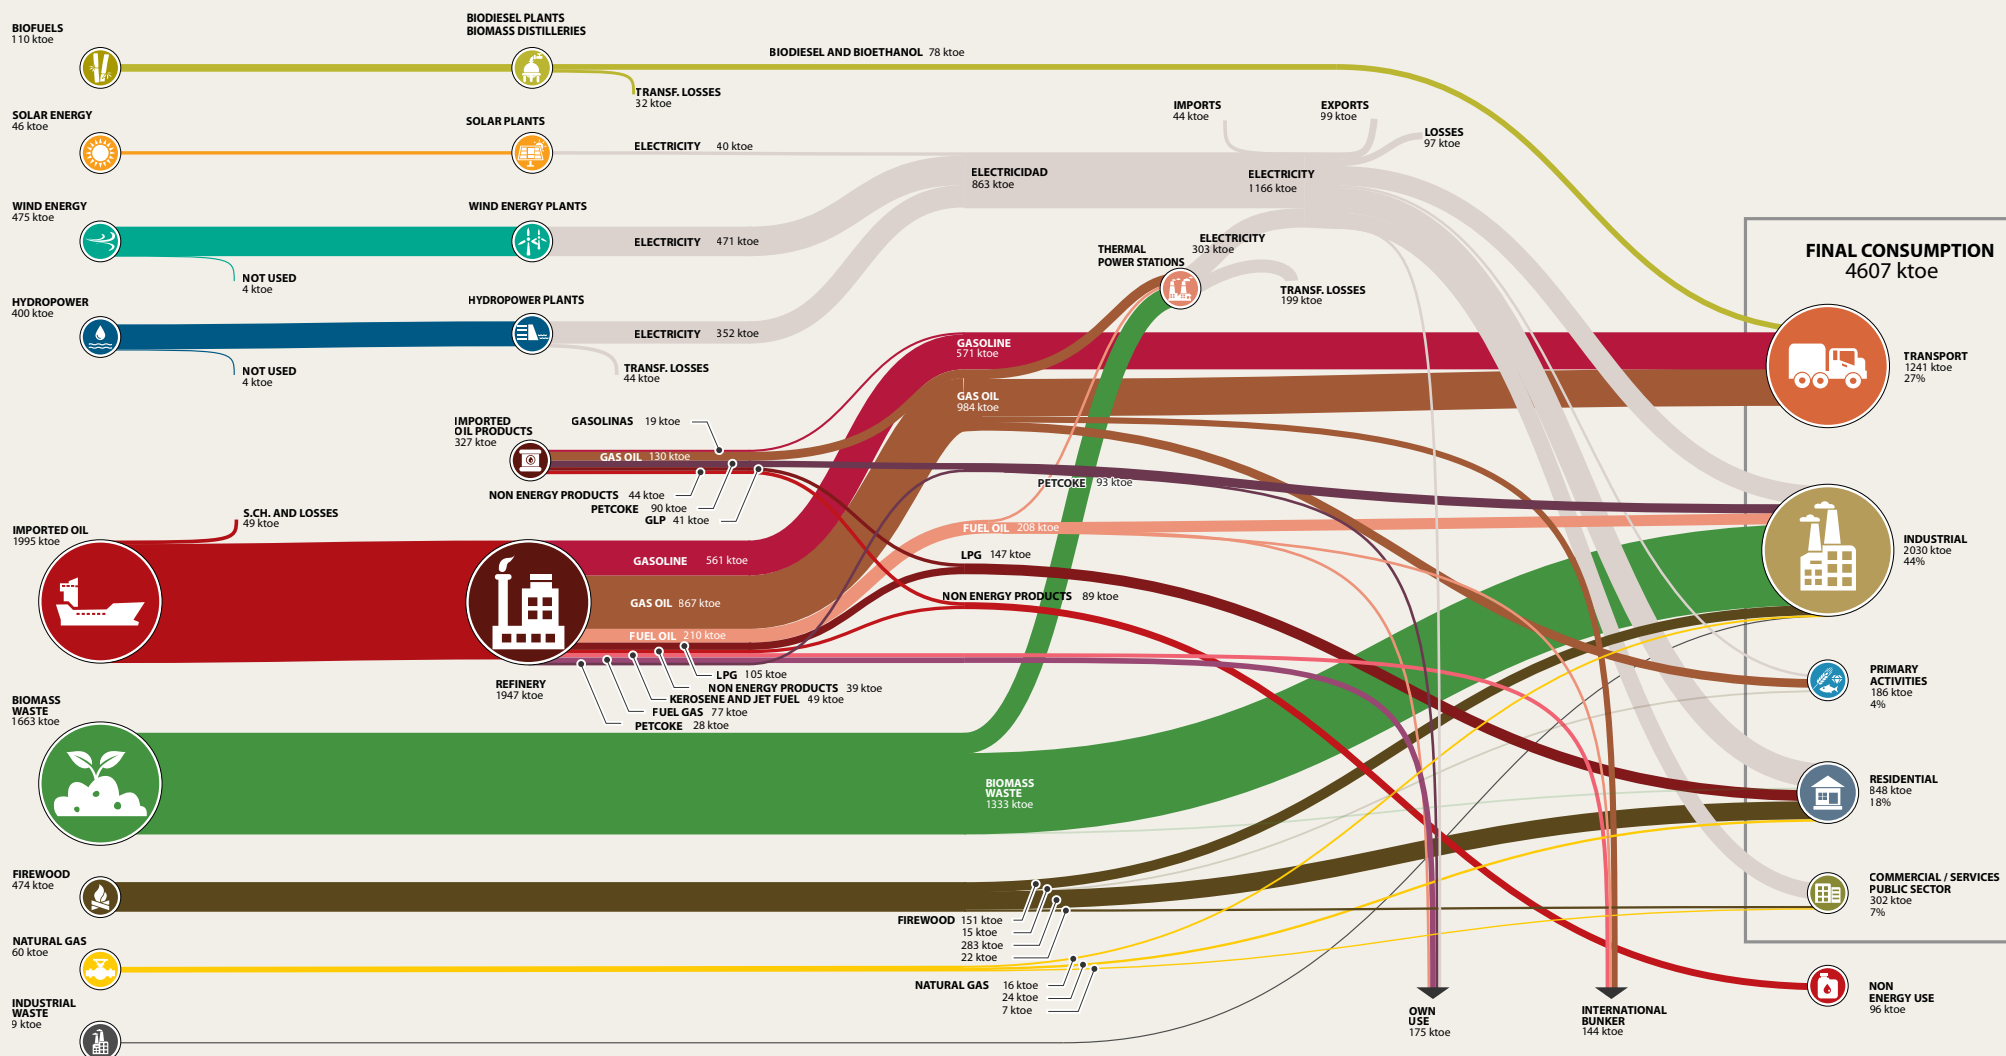 BIOFUELS
110 ktoe
BIODIESEL PLANTS
BIOMASS DISTILLERIES
BIODIESEL AND BIOETHANOL 78 ktoe
TRANSF. LOSSES
32 ktoe
SOLAR ENERGY
46 ktoe
SOLAR PLANTS
ELECTRICITY 40 ktoe
IMPORTS
44 ktoe
EXPORTS
99 ktoe
LOSSES
97 ktoe
ELECTRICIDAD
863 ktoe
ELECTRICITY
1166 ktoe
WIND ENERGY
475 ktoe
WIND ENERGY PLANTS
ELECTRICITY 471 ktoe
NOT USED
4 ktoe
THERMAL
POWER STATIONS
ELECTRICITY
303 ktoe
TRANSF. LOSSES
199 ktoe
FINAL CONSUMPTION
4607 ktoe
HYDROPOWER
400 ktoe
HYDROPOWER PLANTS
ELECTRICITY 352 ktoe
NOT USED
4 ktoe
TRANSF. LOSSES
44 ktoe
GASOLINE
571 ktoe
GAS OIL
984 ktoe
TRANSPORT
1241 ktoe
27%
IMPORTED
OIL PRODUCTS
327 ktoe
GASOLINAS 19 ktoe
GAS OIL 130 ktoe
NON ENERGY PRODUCTS 44 ktoe
PETCOKE 90 ktoe
GLP 41 ktoe
PETCOKE 93 ktoe
FUEL OIL 208 ktoe
LPG 147 ktoe
NON ENERGY PRODUCTS 89 ktoe
IMPORTED OIL
1995 ktoe
S.CH. AND LOSSES
49 ktoe
GASOLINE 561 ktoe
GAS OIL 867 ktoe
FUEL OIL 210 ktoe
REFINERY
1947 ktoe
LPG 105 ktoe
NON ENERGY PRODUCTS 39 ktoe
KEROSENE AND JET FUEL 49 ktoe
FUEL GAS 77 ktoe
PETCOKE 28 ktoe
INDUSTRIAL
2030 ktoe
44%
PRIMARY
ACTIVITIES
186 ktoe
4%
BIOMASS
WASTE
1663 ktoe
BIOMASS
WASTE
1333 ktoe
RESIDENTIAL
848 ktoe
18%
FIREWOOD
474 ktoe
FIREWOOD 151 ktoe
15 ktoe
283 ktoe
22 ktoe
COMMERCIAL / SERVICES
PUBLIC SECTOR
302 ktoe
7%
NATURAL GAS
60 ktoe
NATURAL GAS 16 ktoe
24 ktoe
7 ktoe
INDUSTRIAL
WASTE
9 ktoe
OWN
USE
175 ktoe
INTERNATIONAL
BUNKER
144 ktoe
NON
ENERGY USE
96 ktoe